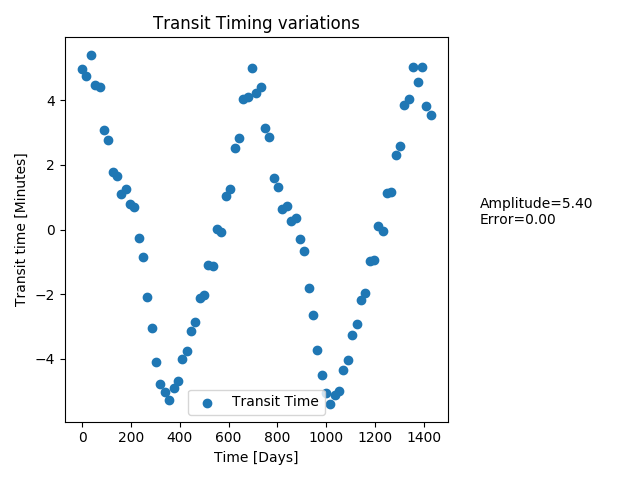 Transit Timing variations
Transit time [Minutes]
4
2
0
−2
−4
0
200
400
600
800
1000
1200
1400
Time [Days]
Transit Time
Amplitude=5.40
Error=0.00